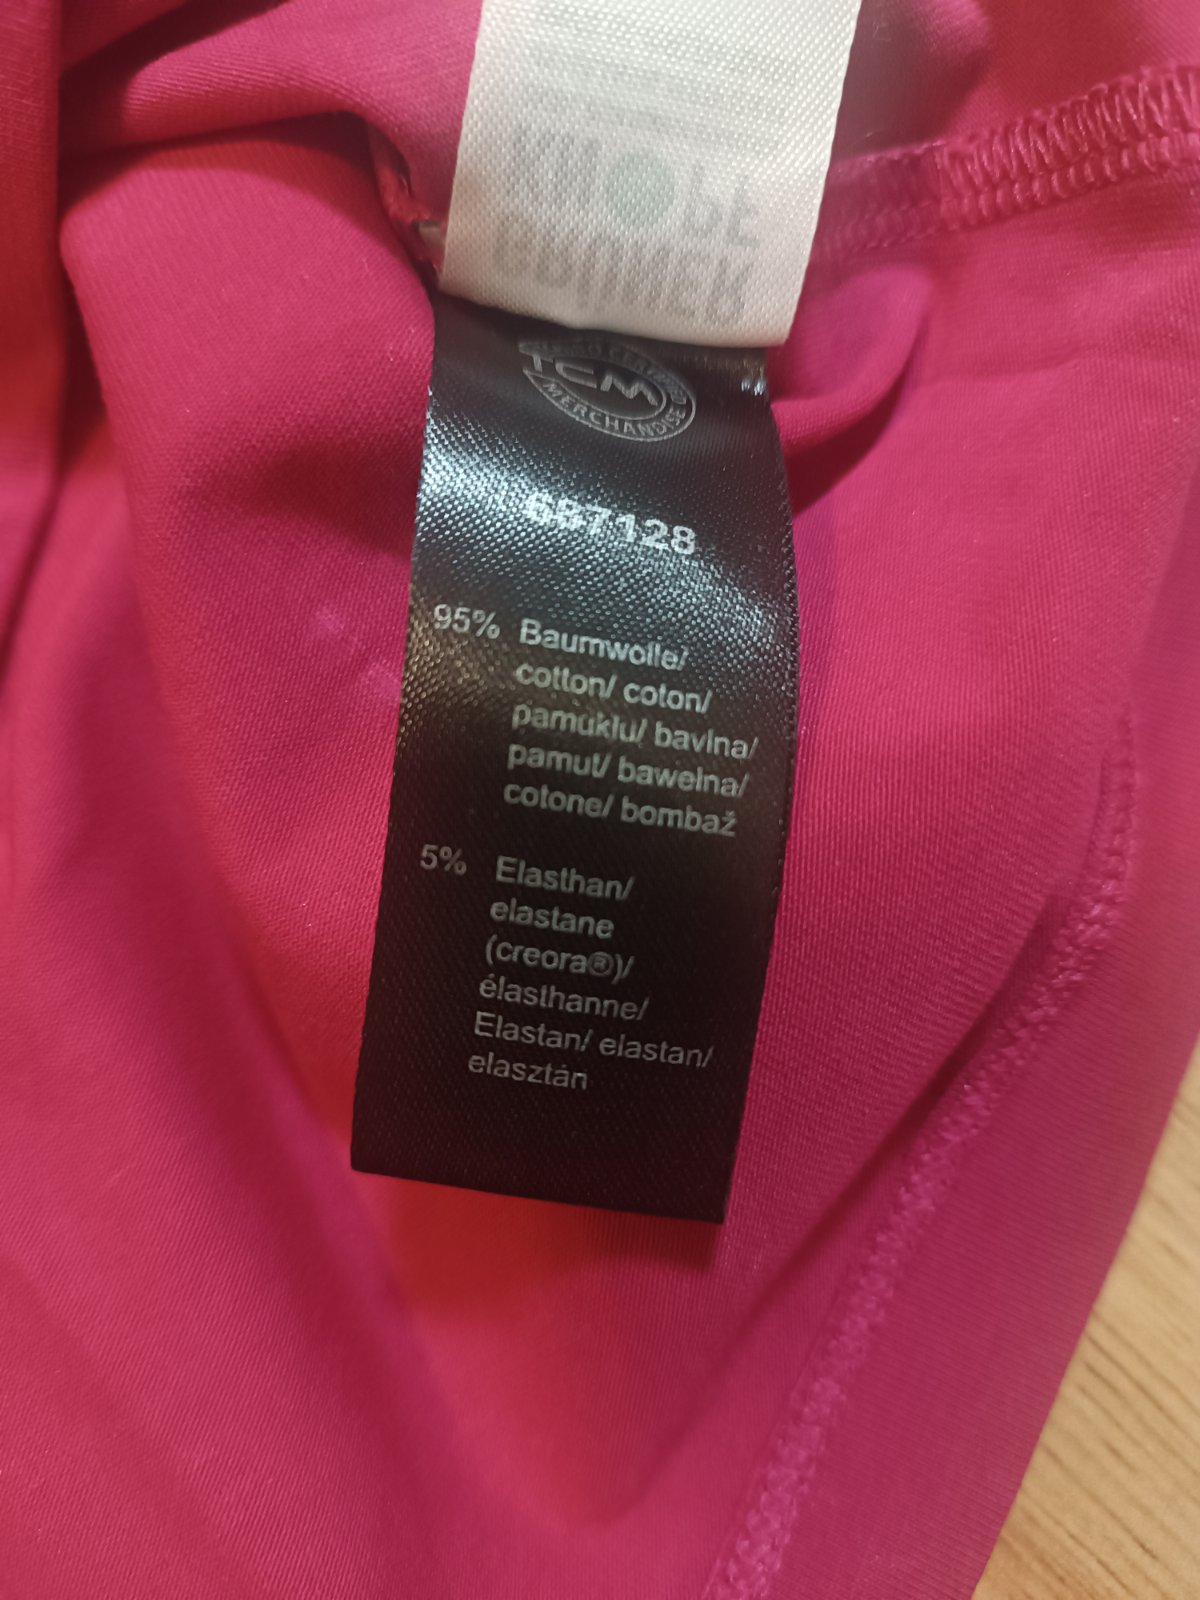 TCM
MERCHANDISE
697128
95% Baumwolle/
cotton/ coton/
pamuklu/ bavlna/
pamut/ bawełna/
cotone/ bombaž
5% Elasthan/
elastane
(creora®)/
élasthanne/
Elastan/ elastan/
elasztán